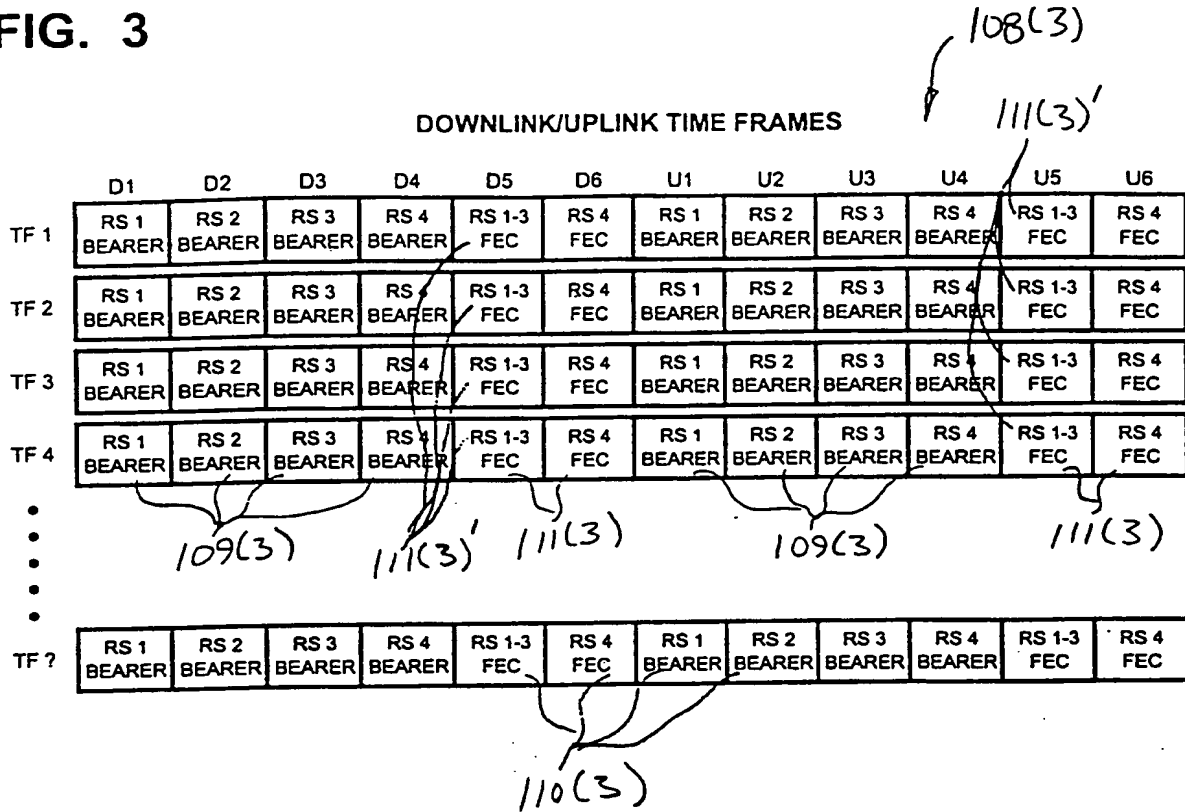 FIG. 3
108(3)
DOWNLINK/UPLINK TIME FRAMES
111(3)'
D1 D2 D3 D4 D5 D6 U1 U2 U3 U4 U5 U6
TF 1
RS 1 RS 2 RS 3 RS 4 RS 1-3 RS 4 RS 1 RS 2 RS 3 RS 4 RS 1-3 RS 4
BEARER BEARER BEARER BEARER FEC FEC BEARER BEARER BEARER BEARER FEC FEC
TF 2
RS 1 RS 2 RS 3 RS 4 RS 1-3 RS 4 RS 1 RS 2 RS 3 RS 4 RS 1-3 RS 4
BEARER BEARER BEARER BEARER FEC FEC BEARER BEARER BEARER BEARER FEC FEC
TF 3
RS 1 RS 2 RS 3 RS 4 RS 1-3 RS 4 RS 1 RS 2 RS 3 RS 4 RS 1-3 RS 4
BEARER BEARER BEARER BEARER FEC FEC BEARER BEARER BEARER BEARER FEC FEC
TF 4
RS 1 RS 2 RS 3 RS 4 RS 1-3 RS 4 RS 1 RS 2 RS 3 RS 4 RS 1-3 RS 4
BEARER BEARER BEARER BEARER FEC FEC BEARER BEARER BEARER BEARER FEC FEC
109(3) 111(3)' 111(3) 109(3) 111(3)
TF ?
RS 1 RS 2 RS 3 RS 4 RS 1-3 RS 4 RS 1 RS 2 RS 3 RS 4 RS 1-3 RS 4
BEARER BEARER BEARER BEARER FEC FEC BEARER BEARER BEARER BEARER FEC FEC
110(3)